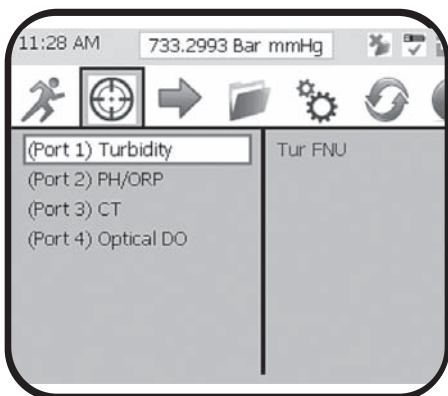 11:28 AM 733.2993 Bar mmHg
(Port 1) Turbidity Tur FNU
(Port 2) PH/ORP
(Port 3) CT
(Port 4) Optical DO